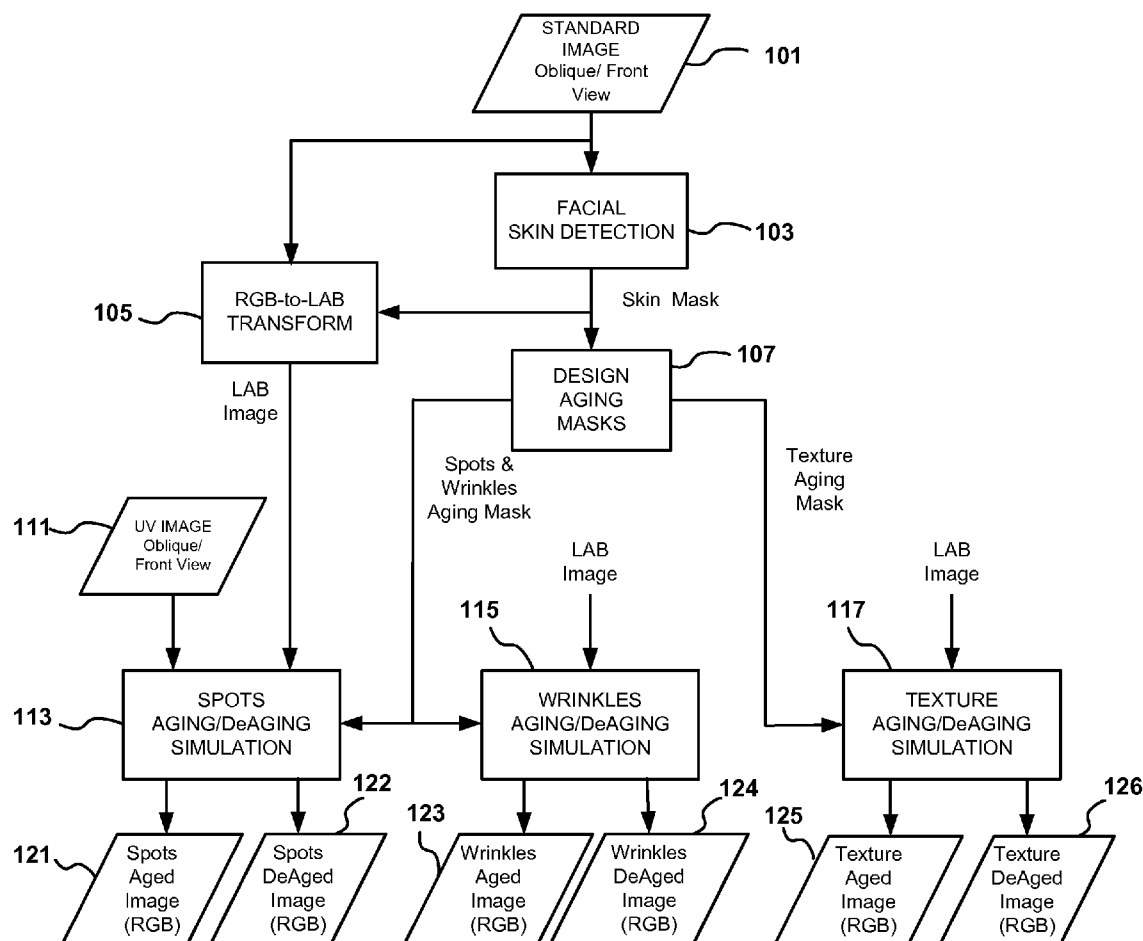 STANDARD
IMAGE
Oblique/ Front
View
101
FACIAL
SKIN DETECTION
103
Skin Mask
105
RGB-to-LAB
TRANSFORM
107
DESIGN
AGING
MASKS
LAB
Image
Spots &
Wrinkles
Aging Mask
Texture
Aging
Mask
111
UV IMAGE
Oblique/
Front View
LAB
Image
LAB
Image
115
117
113
SPOTS
AGING/DeAGING
SIMULATION
WRINKLES
AGING/DeAGING
SIMULATION
TEXTURE
AGING/DeAGING
SIMULATION
121
Spots
Aged
Image
(RGB)
122
Spots
DeAged
Image
(RGB)
123
Wrinkles
Aged
Image
(RGB)
124
Wrinkles
DeAged
Image
(RGB)
125
Texture
Aged
Image
(RGB)
126
Texture
DeAged
Image
(RGB)